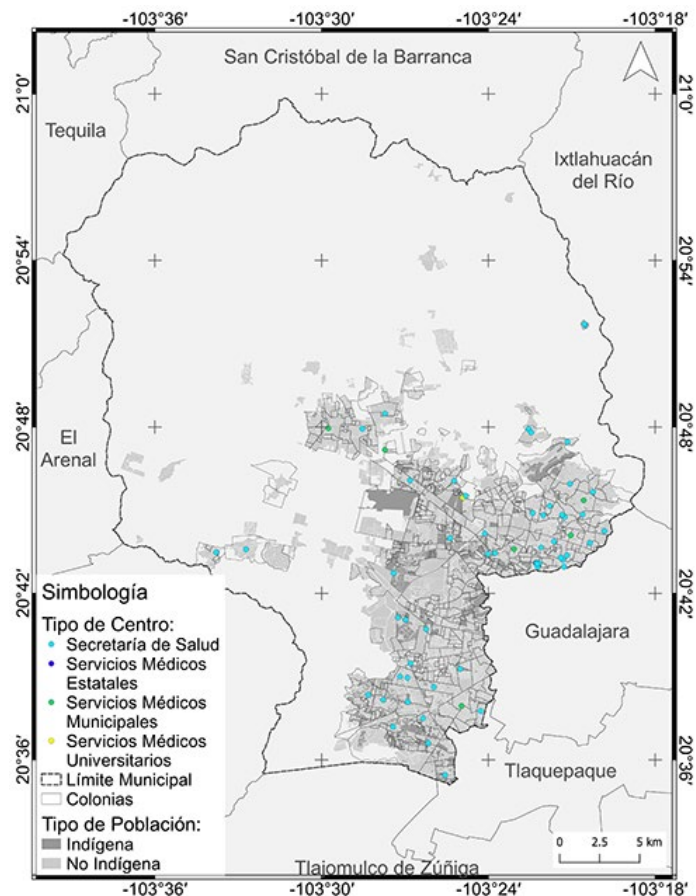 -103°36′ -103°30′ -103°24′ -103°18′
San Cristóbal de la Barranca
21°0′
21°0′
Tequila
Ixtlahuacán
del Río
20°54′
20°54′
20°48′
20°48′
El
Arenal
20°42′
20°42′
Guadalajara
Simbología
Tipo de Centro:
Secretaría de Salud
Servicios Médicos
Estatales
Servicios Médicos
Municipales
Servicios Médicos
Universitarios
Límite Municipal
Colonias
Tipo de Población:
Indígena
No Indígena
20°36′
20°36′
Tlaquepaque
0 2.5 5 km
Tlajomulco de Zúñiga
-103°36′ -103°30′ -103°24′ -103°18′